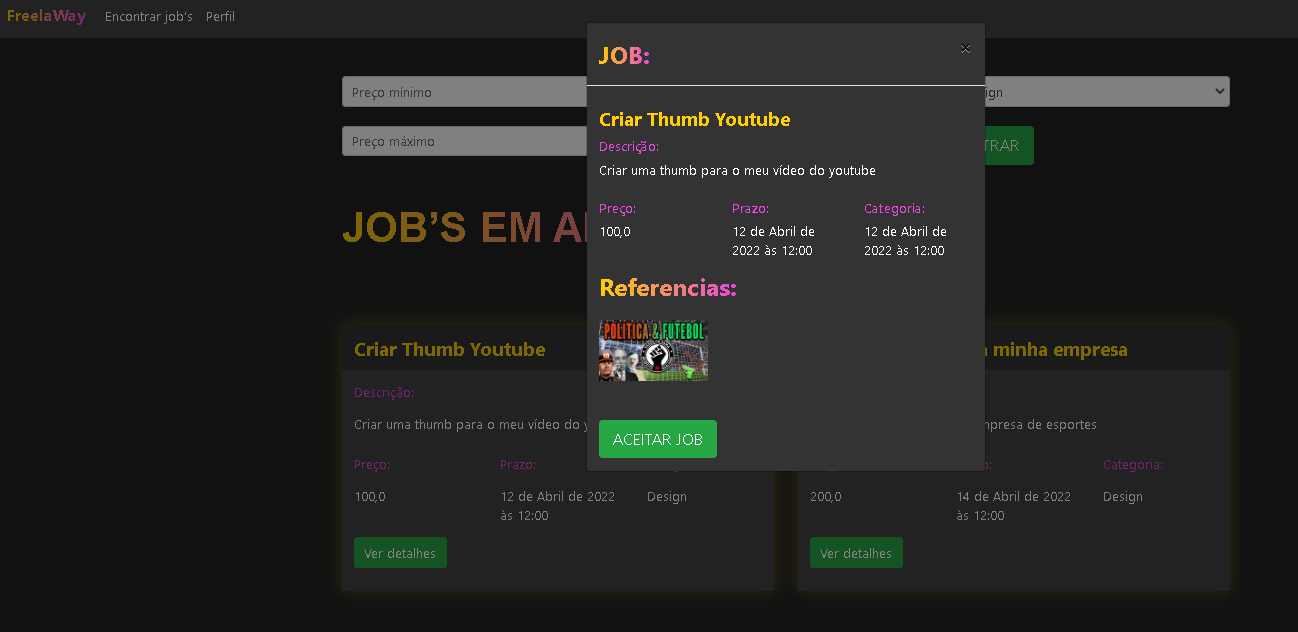 FreelaWay Encontrar job's Perfil
JOB:
×
Preço mínimo
ign
Preço máximo
TRAR
JOB'S EM A
Criar Thumb Youtube
Descrição:
Criar uma thumb para o meu vídeo do youtube
Preço: Prazo: Categoria:
100,0 12 de Abril de 12 de Abril de
2022 às 12:00 2022 às 12:00
Referencias:
POLITICA & FUTEBOL
ACEITAR JOB
Criar Thumb Youtube
Descrição:
Criar uma thumb para o meu vídeo do y
Preço: Prazo:
100,0 12 de Abril de 2022 Design
às 12:00
Ver detalhes
minha empresa
mpresa de esportes
o: Categoria:
200,0 14 de Abril de 2022 Design
às 12:00
Ver detalhes